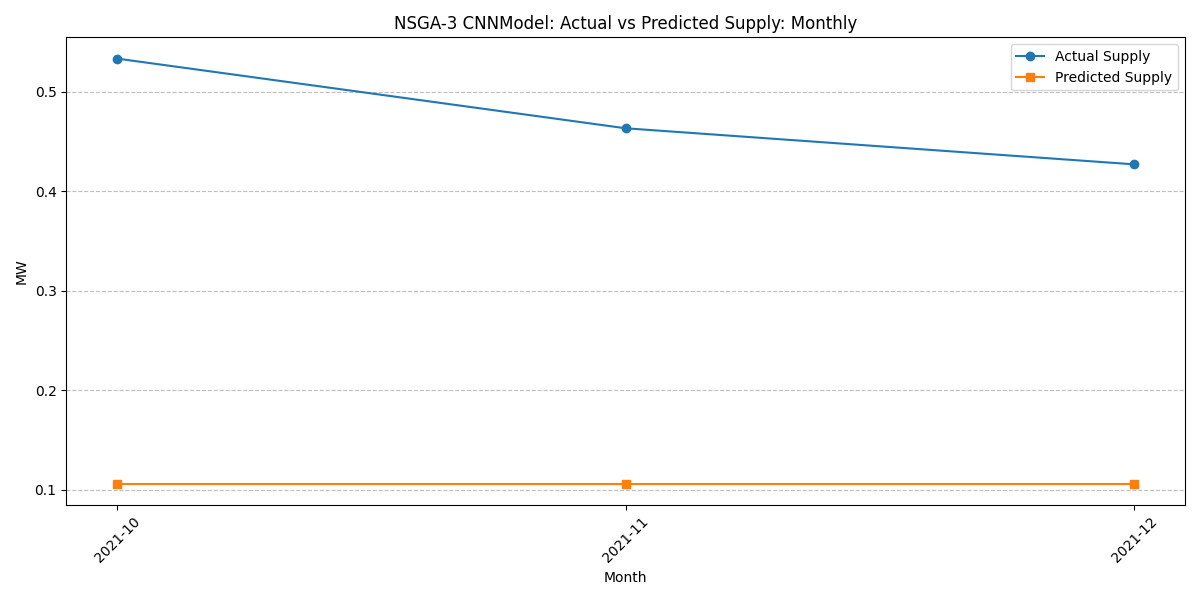 NSGA-3 CNNModel: Actual vs Predicted Supply: Monthly
Actual Supply
Predicted Supply
MW
0.5
0.4
0.3
0.2
0.1
2021-10
2021-11
2021-12
Month